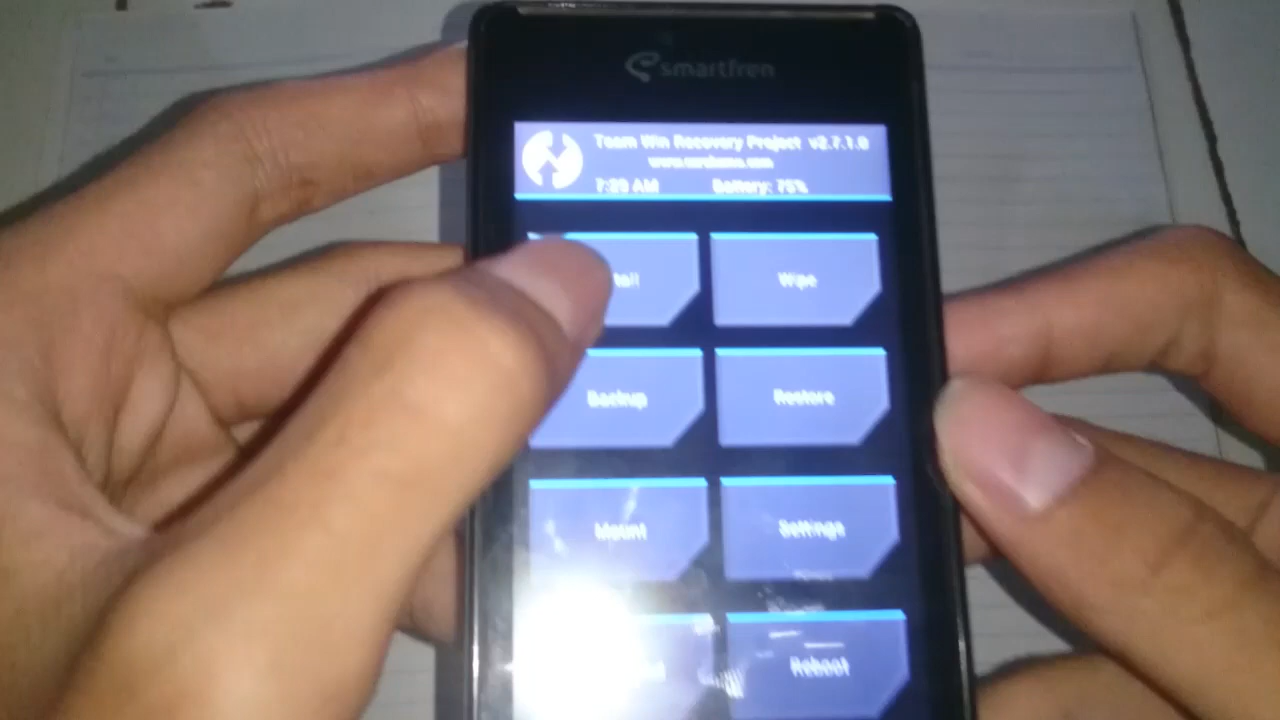 smartfren
Team Win Recovery Project v2.7.1.0
7:29 AM Battery: 75%
Wipe
Backup Restore
Mount Settings
Reboot